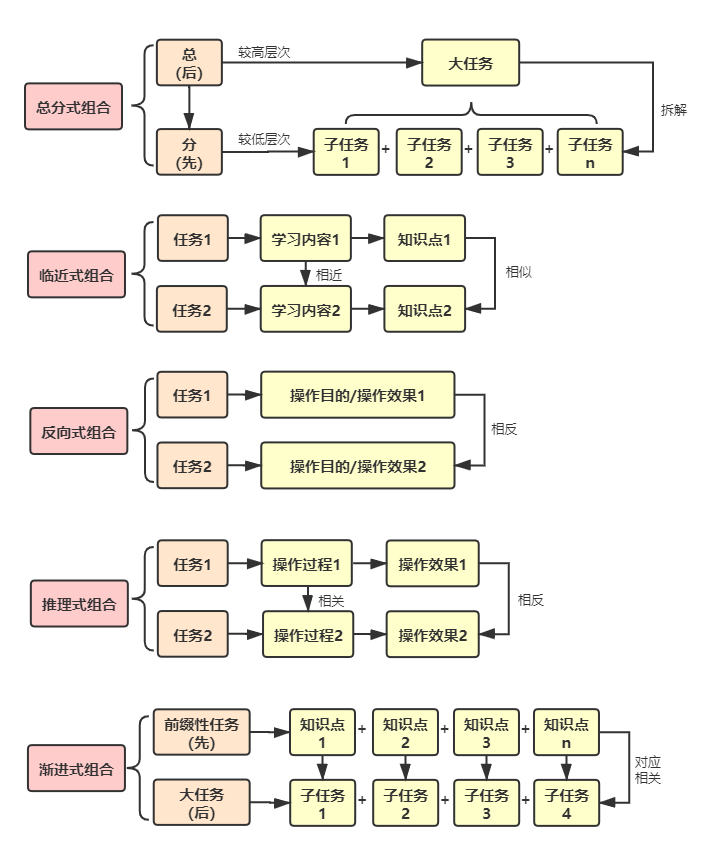 总分式组合
总
(后)
较高层次
大任务
拆解
分
(先)
较低层次
子任务
1
+
子任务
2
+
子任务
3
+
子任务
n
临近式组合
任务1
学习内容1
知识点1
相近
相似
任务2
学习内容2
知识点2
反向式组合
任务1
操作目的/操作效果1
相反
任务2
操作目的/操作效果2
推理式组合
任务1
操作过程1
操作效果1
相关
相反
任务2
操作过程2
操作效果2
渐进式组合
前缀性任务
(先)
知识点
1
+
知识点
2
+
知识点
3
+
知识点
n
对应
相关
大任务
(后)
子任务
1
+
子任务
2
+
子任务
3
+
子任务
4